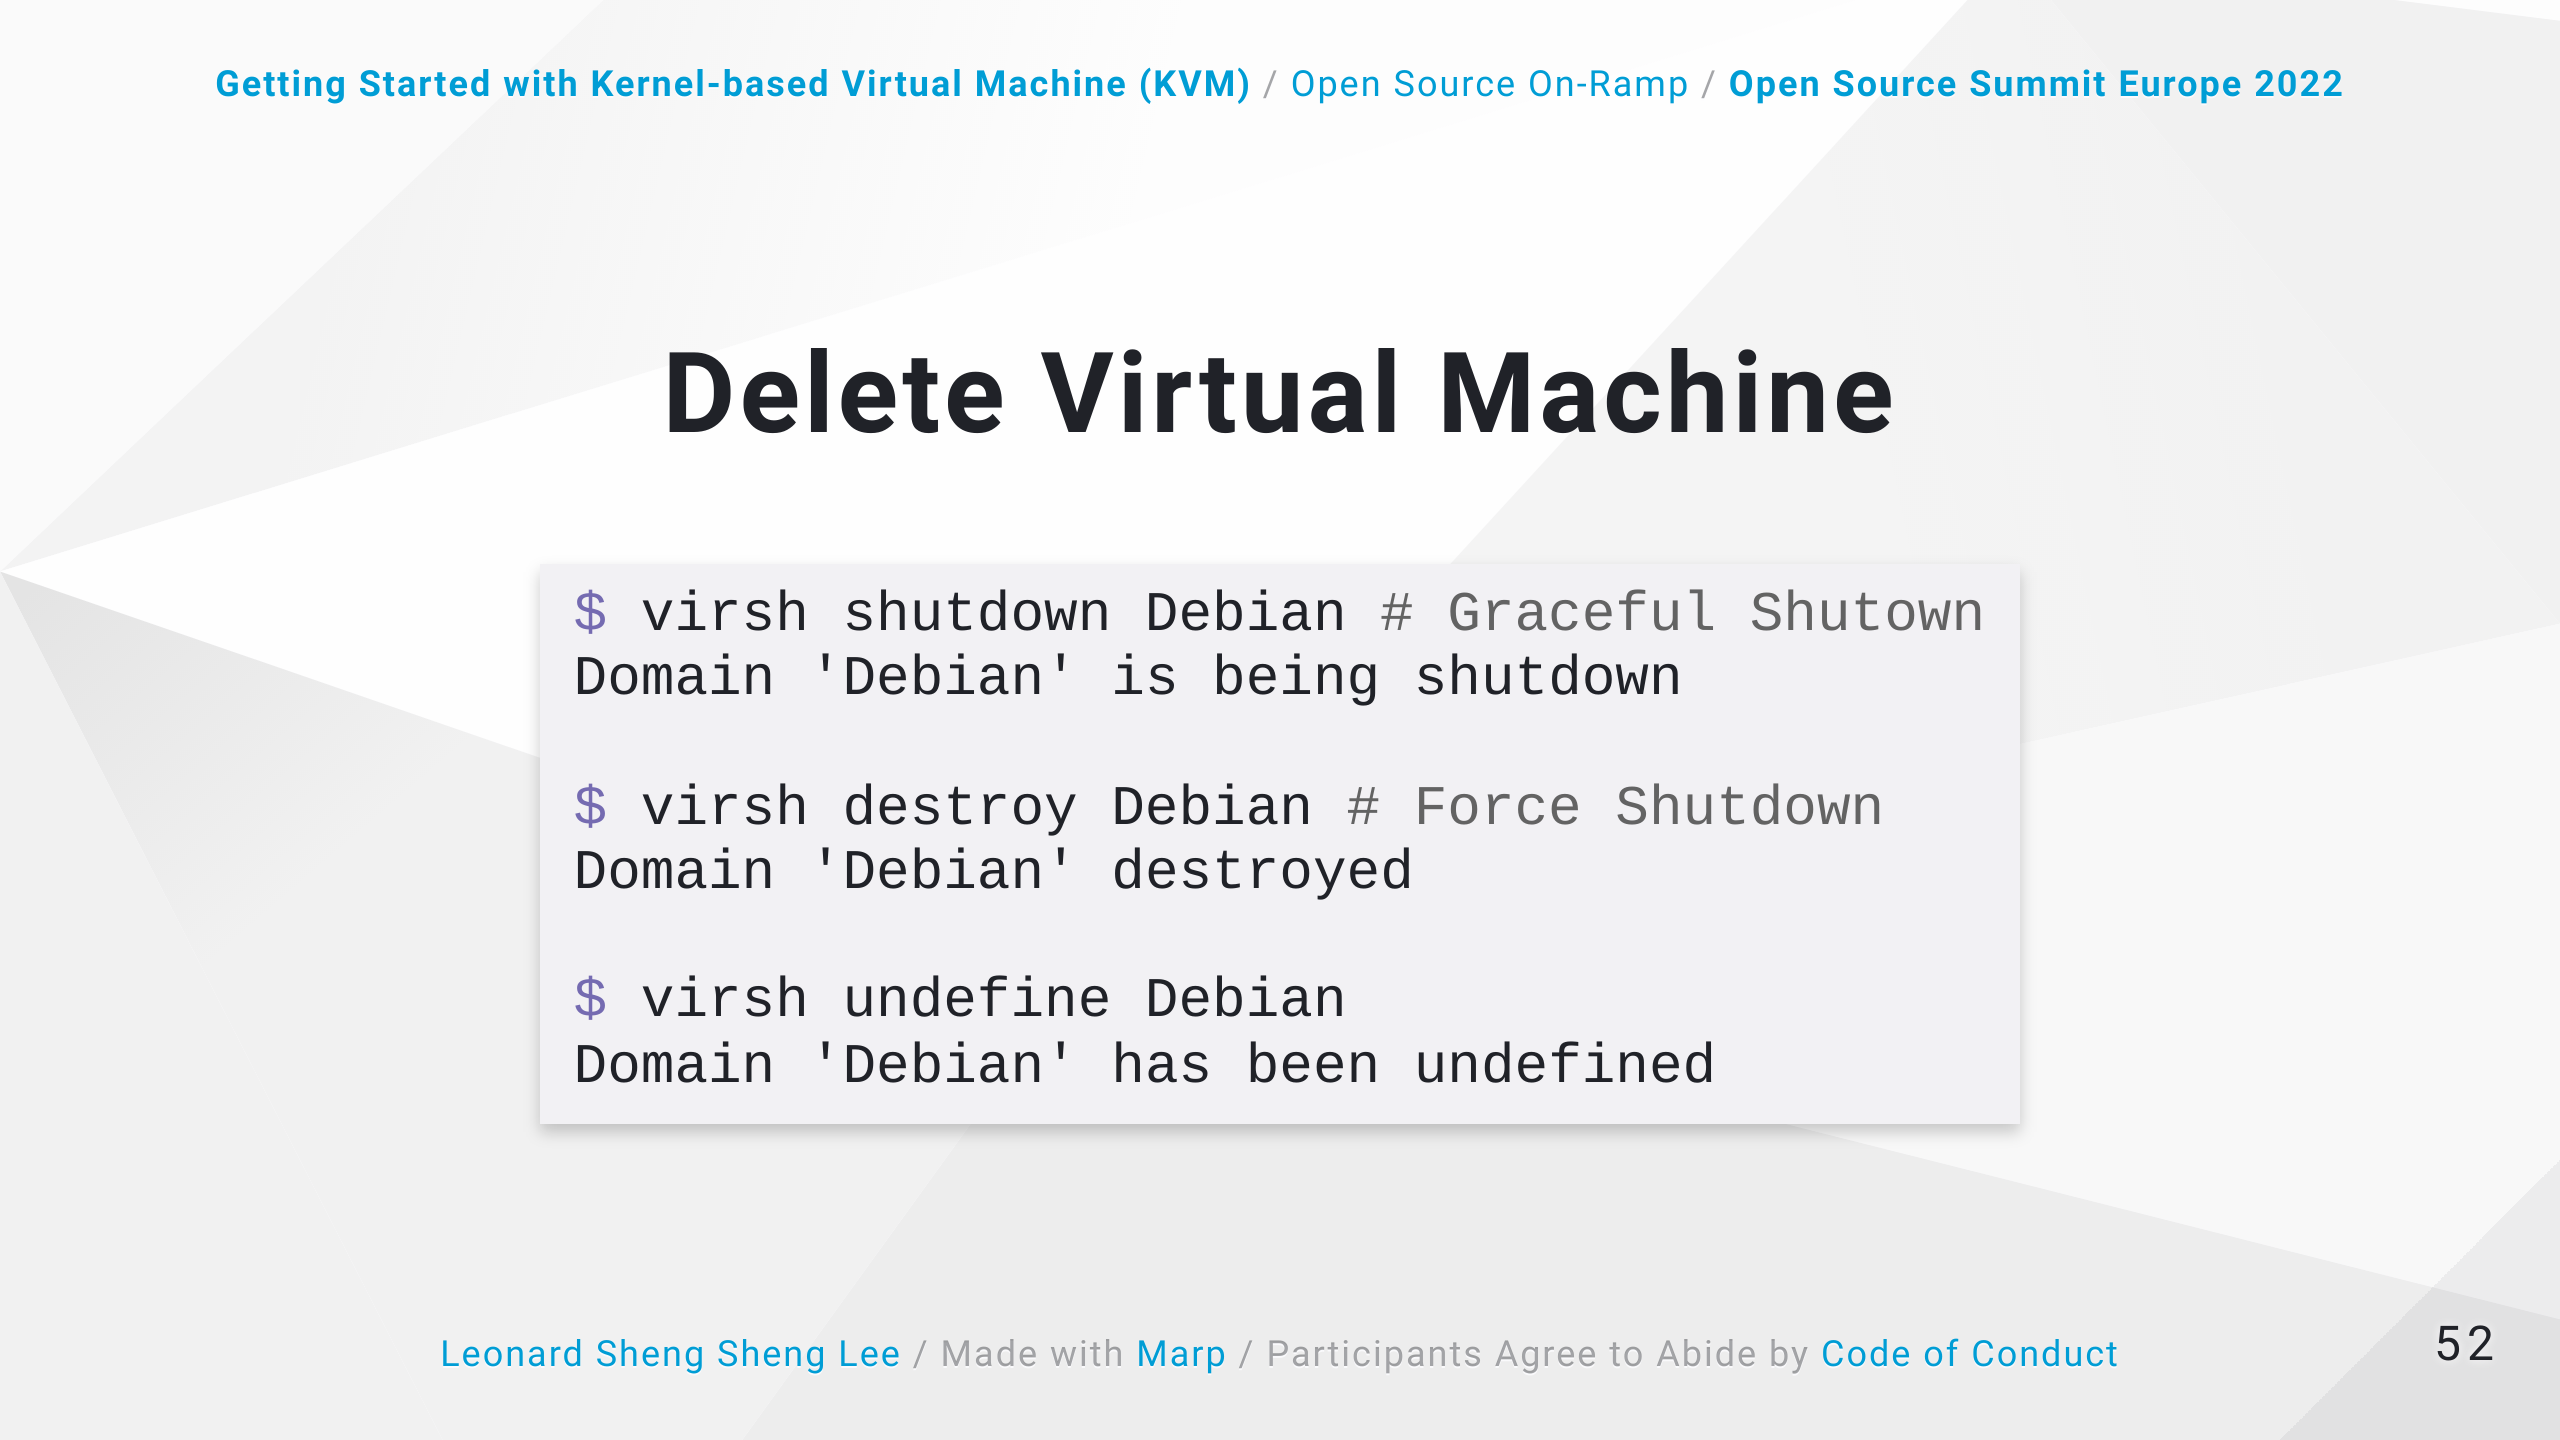 Getting Started with Kernel-based Virtual Machine (KVM) / Open Source On-Ramp / Open Source Summit Europe 2022
Delete Virtual Machine
$ virsh shutdown Debian # Graceful Shutown
Domain 'Debian' is being shutdown
$ virsh destroy Debian # Force Shutdown
Domain 'Debian' destroyed
$ virsh undefine Debian
Domain 'Debian' has been undefined
Leonard Sheng Sheng Lee / Made with Marp / Participants Agree to Abide by Code of Conduct
52